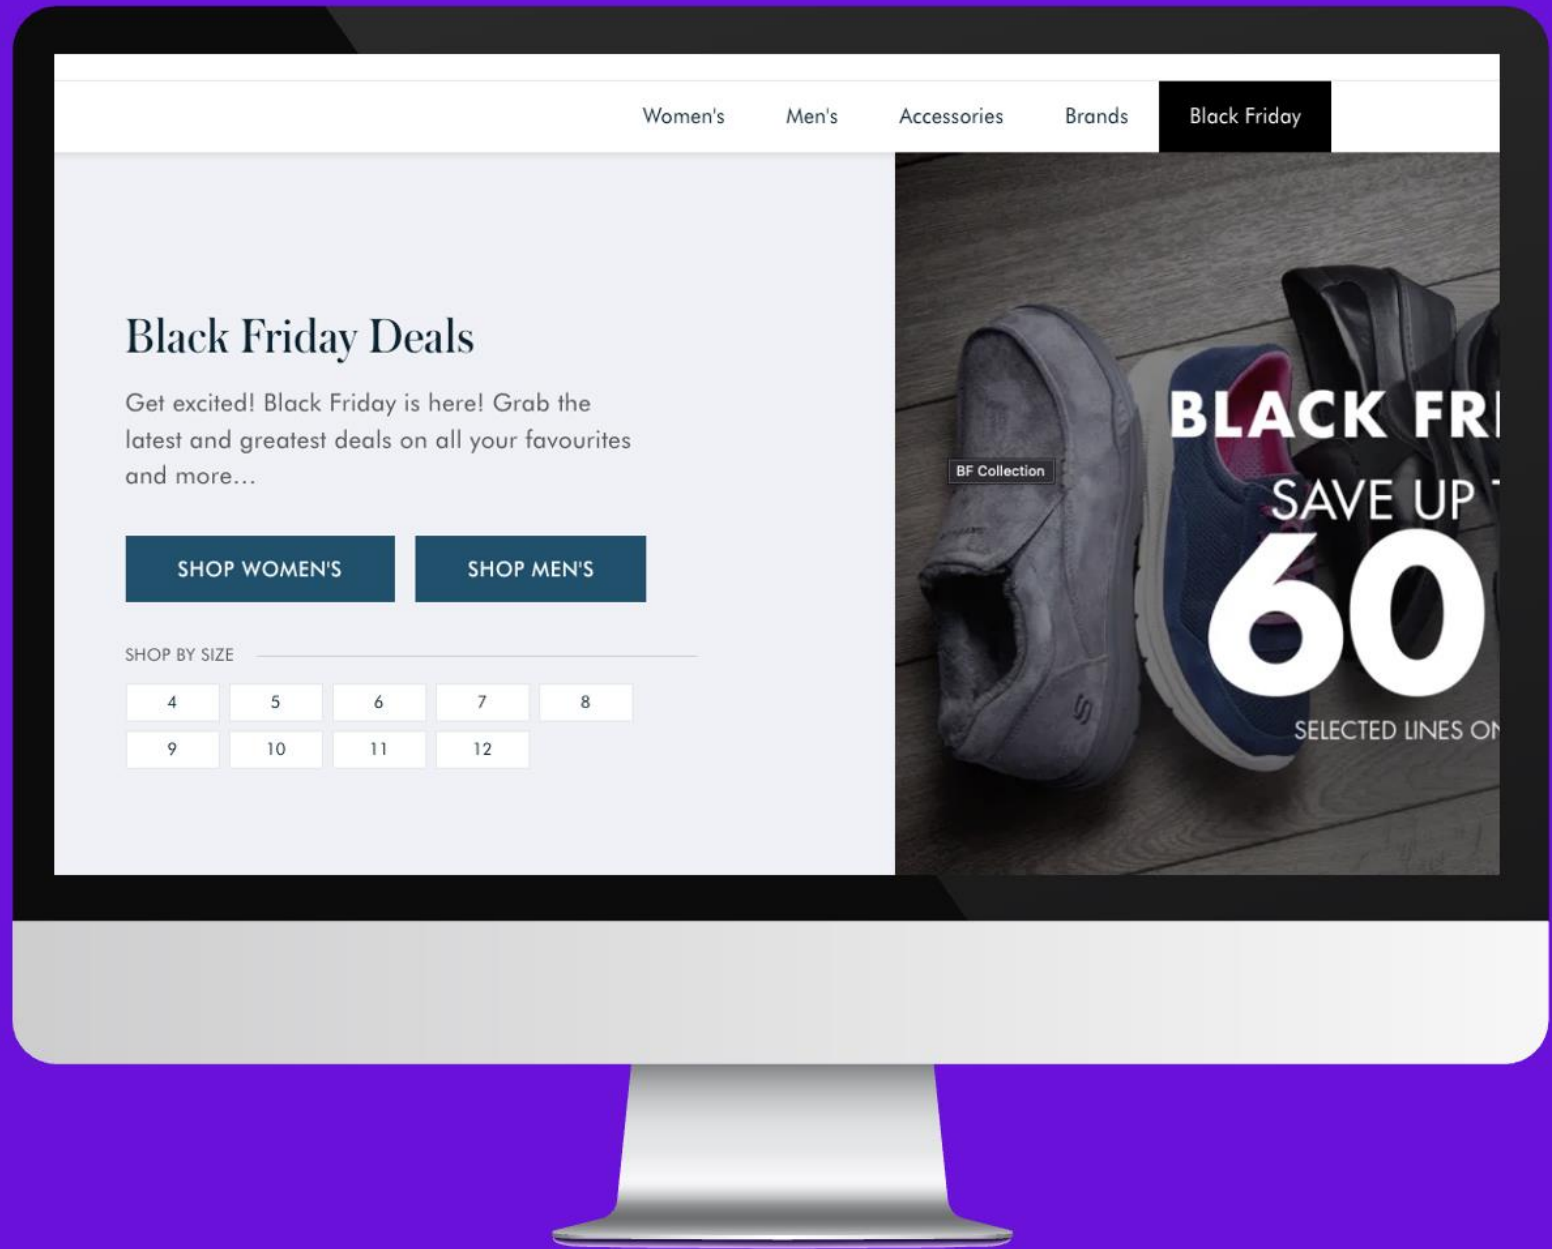 Women's Men's Accessories Brands Black Friday
Black Friday Deals
Get excited! Black Friday is here! Grab the
latest and greatest deals on all your favourites
and more...
SHOP WOMEN'S SHOP MEN'S
SHOP BY SIZE
4 5 6 7 8
9 10 11 12
BF Collection
BLACK
SAVE UP
60
SELECTED LINES